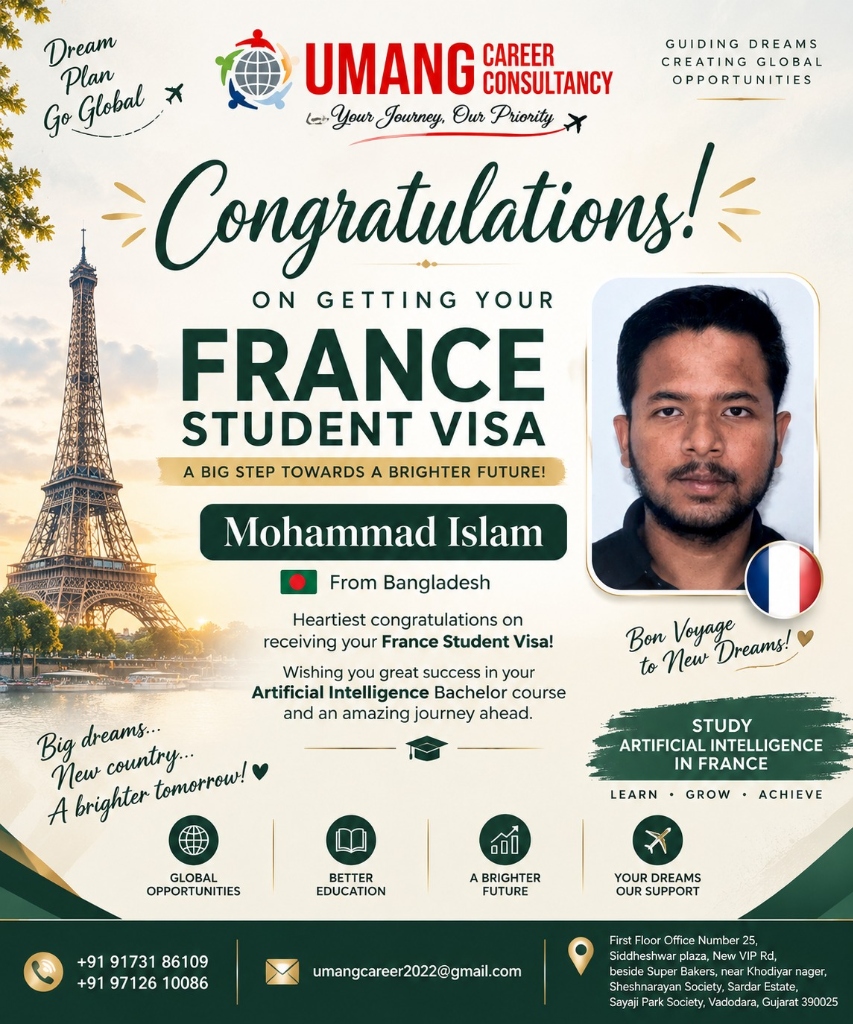 Dream
Plan
Go Global
UMANG CAREER CONSULTANCY
Your Journey, Our Priority
GUIDING DREAMS
CREATING GLOBAL
OPPORTUNITIES
Congratulations!
ON GETTING YOUR
FRANCE
STUDENT VISA
A BIG STEP TOWARDS A BRIGHTER FUTURE!
Mohammad Islam
From Bangladesh
Heartiest congratulations on
receiving your France Student Visa!
Wishing you great success in your
Artificial Intelligence Bachelor course
and an amazing journey ahead.
Bon Voyage
to New Dreams!
STUDY
ARTIFICIAL INTELLIGENCE
IN FRANCE
LEARN • GROW • ACHIEVE
Big dreams...
New country...
A brighter tomorrow!
GLOBAL
OPPORTUNITIES
BETTER
EDUCATION
A BRIGHTER
FUTURE
YOUR DREAMS
OUR SUPPORT
+91 91731 86109
+91 97126 10086
umangcareer2022@gmail.com
First Floor Office Number 25,
Siddheshwar plaza, New VIP Rd,
beside Super Bakers, near Khodiyar nager,
Sheshnarayan Society, Sardar Estate,
Sayaji Park Society, Vadodara, Gujarat 390025